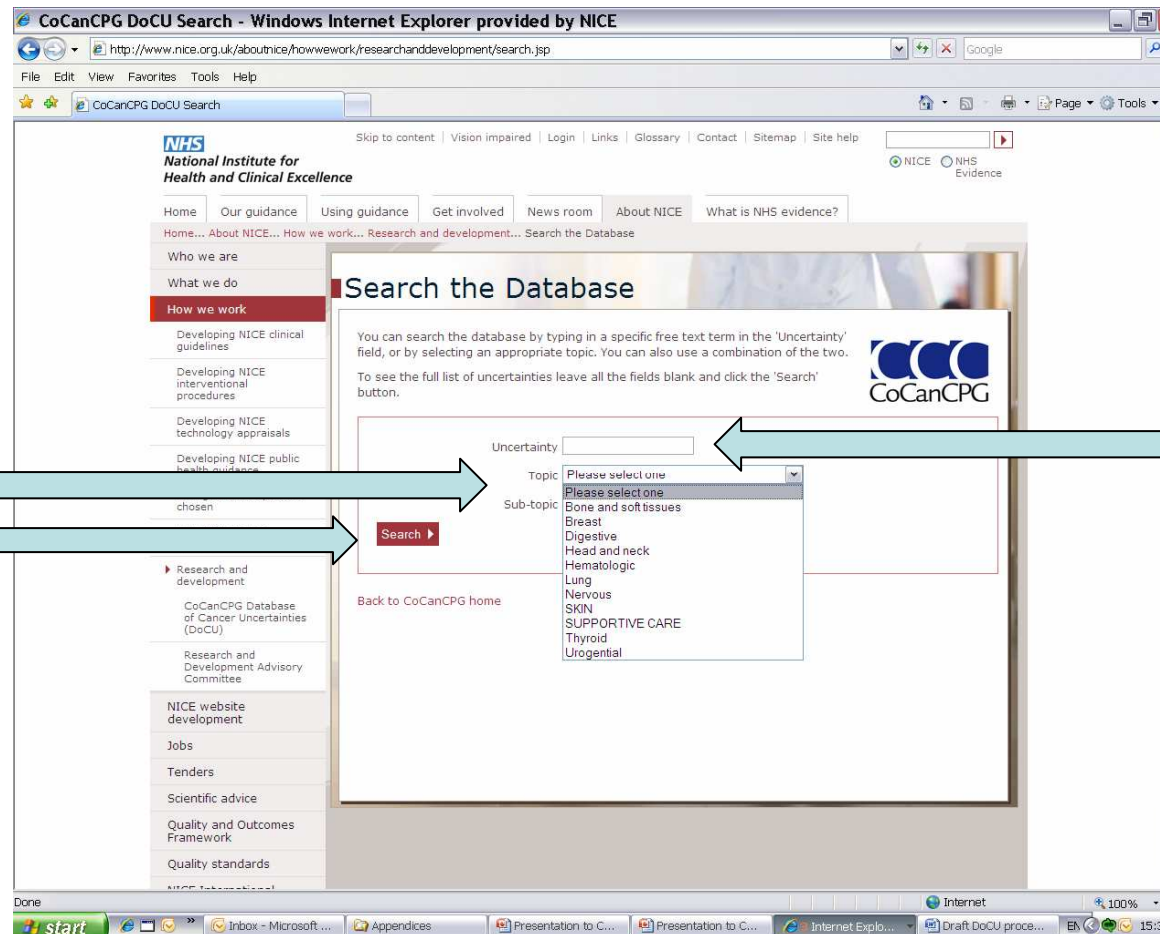 CoCanCPG DoCU Search - Windows Internet Explorer provided by NICE
http://www.nice.org.uk/aboutnice/howwework/researchanddevelopment/search.jsp
Google
File Edit View Favorites Tools Help
CoCanCPG DoCU Search
Page Tools
Skip to content | Vision impaired | Login | Links | Glossary | Contact | Sitemap | Site help
NHS
National Institute for
Health and Clinical Excellence
NICE NHS
Evidence
Home Our guidance Using guidance Get involved News room About NICE What is NHS evidence?
Home... About NICE... How we work... Research and development... Search the Database
Who we are
What we do
How we work
Developing NICE clinical
guidelines
Developing NICE
interventional
procedures
Developing NICE
technology appraisals
Developing NICE public
health guidance
chosen
Research and
development
CoCanCPG Database
of Cancer Uncertainties
(DoCU)
Research and
Development Advisory
Committee
NICE website
development
Jobs
Tenders
Scientific advice
Quality and Outcomes
Framework
Quality standards
NICE International
Search the Database
You can search the database by typing in a specific free text term in the 'Uncertainty'
field, or by selecting an appropriate topic. You can also use a combination of the two.
To see the full list of uncertainties leave all the fields blank and click the 'Search'
button.
CoCanCPG
Uncertainty
Topic Please select one
Sub-topic
Please select one
Bone and soft tissues
Breast
Digestive
Head and neck
Hematologic
Lung
Nervous
SKIN
SUPPORTIVE CARE
Thyroid
Urogential
Search
Back to CoCanCPG home
Done
Internet
100%
start
Inbox - Microsoft ...
Appendices
Presentation to C...
Presentation to C...
Internet Explo...
Draft DoCU proce...
EN
15:3